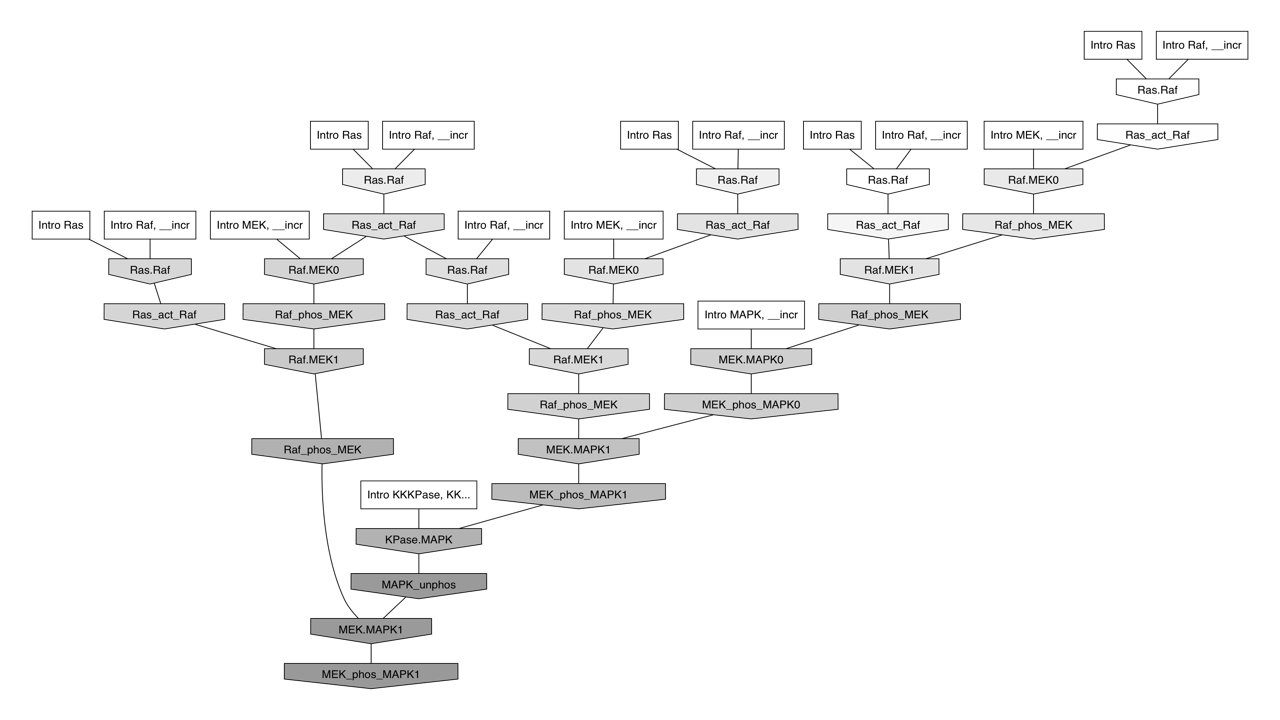 Intro Ras
Intro Raf, __incr
Ras.Raf
Intro Ras
Intro Raf, __incr
Intro Ras
Intro Raf, __incr
Intro Ras
Intro Raf, __incr
Intro MEK, __incr
Ras_act_Raf
Ras.Raf
Ras.Raf
Ras.Raf
Raf.MEK0
Intro Ras
Intro Raf, __incr
Intro MEK, __incr
Ras_act_Raf
Intro Raf, __incr
Intro MEK, __incr
Ras_act_Raf
Ras_act_Raf
Raf_phos_MEK
Ras.Raf
Raf.MEK0
Ras.Raf
Raf.MEK0
Raf.MEK1
Ras_act_Raf
Raf_phos_MEK
Ras_act_Raf
Raf_phos_MEK
Intro MAPK, __incr
Raf_phos_MEK
Raf.MEK1
Raf.MEK1
MEK.MAPK0
Raf_phos_MEK
MEK_phos_MAPK0
Raf_phos_MEK
MEK.MAPK1
Intro KKKPase, KK...
MEK_phos_MAPK1
KPase.MAPK
MAPK_unphos
MEK.MAPK1
MEK_phos_MAPK1